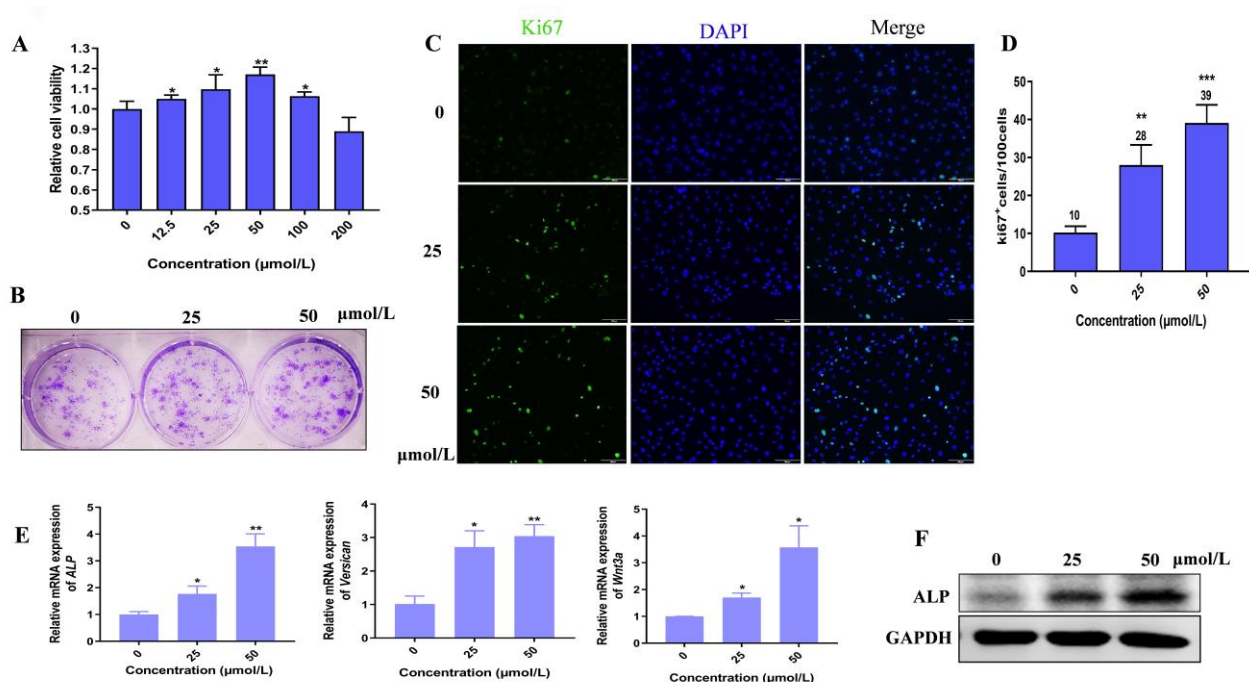 A
Relative cell viability
1.3
1.2
1.1
1.0
0.9
0.8
0.7
0.6
0.5
*
*
**
*
0
12.5
25
50
100
200
Concentration (µmol/L)
B
0
25
50
µmol/L
C
Ki67
DAPI
Merge
0
25
50
µmol/L
D
ki67+cells/100cells
50
40
30
20
10
0
10
**
28
***
39
0
25
50
Concentration (µmol/L)
E
Relative mRNA expression
of ALP
5
4
3
2
1
0
*
**
0
25
50
Concentration (µmol/L)
Relative mRNA expression
of Versican
4
3
2
1
0
*
**
0
25
50
Concentration (µmol/L)
Relative mRNA expression
of Wnt3a
5
4
3
2
1
0
*
*
0
25
50
Concentration (µmol/L)
F
0
25
50
µmol/L
ALP
GAPDH